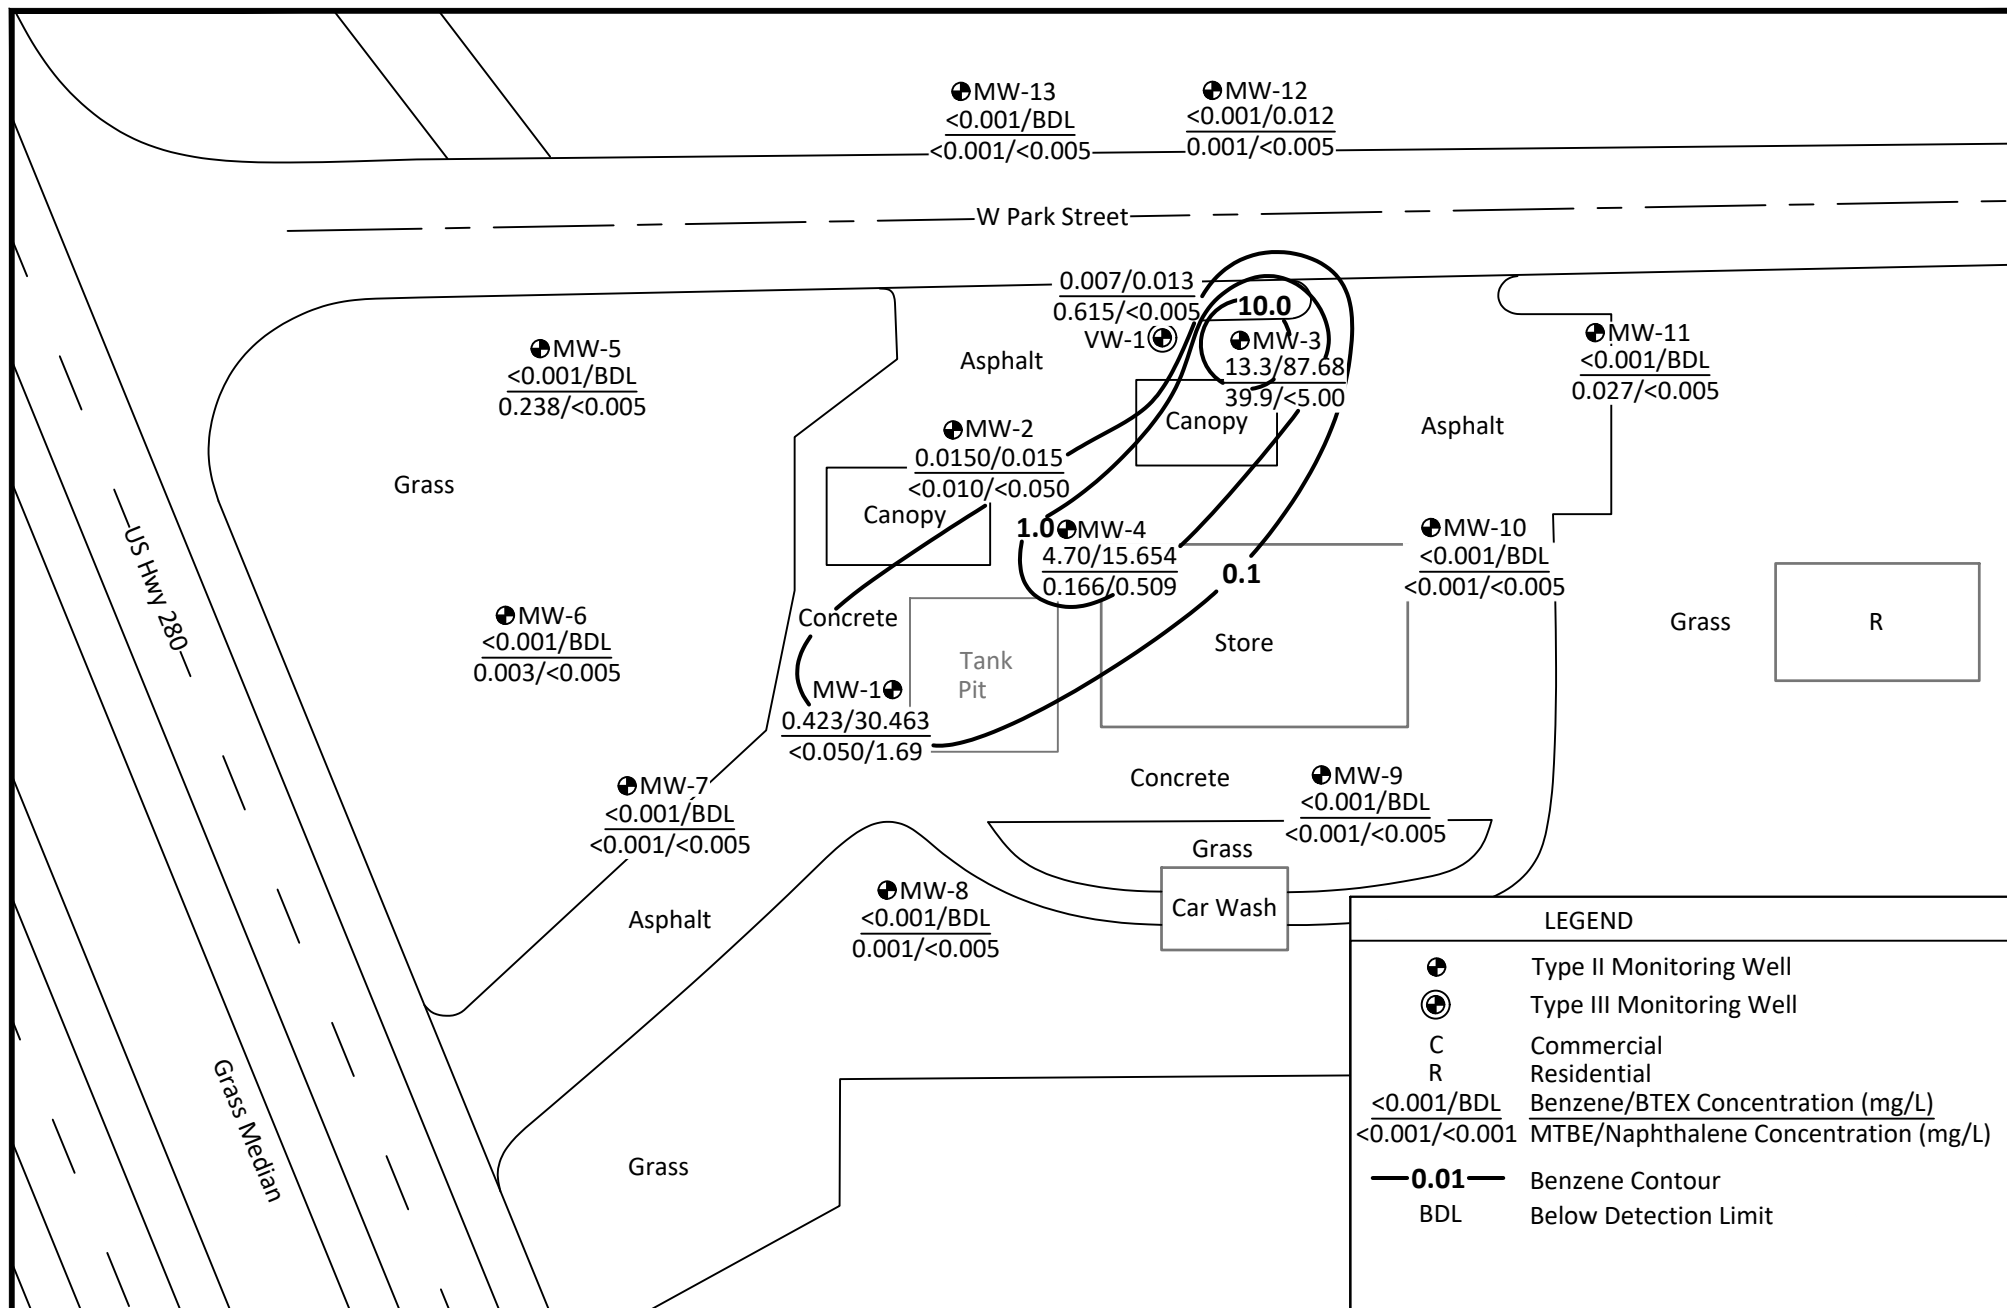 MW-13
<0.001/BDL
<0.001/<0.005
MW-12
<0.001/0.012
0.001/<0.005
W Park Street
0.007/0.013
0.615/<0.005
VW-1
10.0
MW-3
13.3/87.68
39.9/<5.00
MW-11
<0.001/BDL
0.027/<0.005
MW-5
<0.001/BDL
0.238/<0.005
Asphalt
Canopy
Asphalt
MW-2
0.0150/0.015
<0.010/<0.050
Grass
Canopy
1.0
MW-4
4.70/15.654
0.166/0.509
0.1
MW-10
<0.001/BDL
<0.001/<0.005
US Hwy 280
MW-6
<0.001/BDL
0.003/<0.005
Concrete
Tank
Pit
Store
Grass
R
MW-1
0.423/30.463
<0.050/1.69
MW-7
<0.001/BDL
<0.001/<0.005
Concrete
MW-9
<0.001/BDL
<0.001/<0.005
Grass
Car Wash
MW-8
<0.001/BDL
0.001/<0.005
Asphalt
Grass Median
Grass
LEGEND
Type II Monitoring Well
Type III Monitoring Well
C Commercial
R Residential
<0.001/BDL Benzene/BTEX Concentration (mg/L)
<0.001/<0.001 MTBE/Naphthalene Concentration (mg/L)
0.01 Benzene Contour
BDL Below Detection Limit